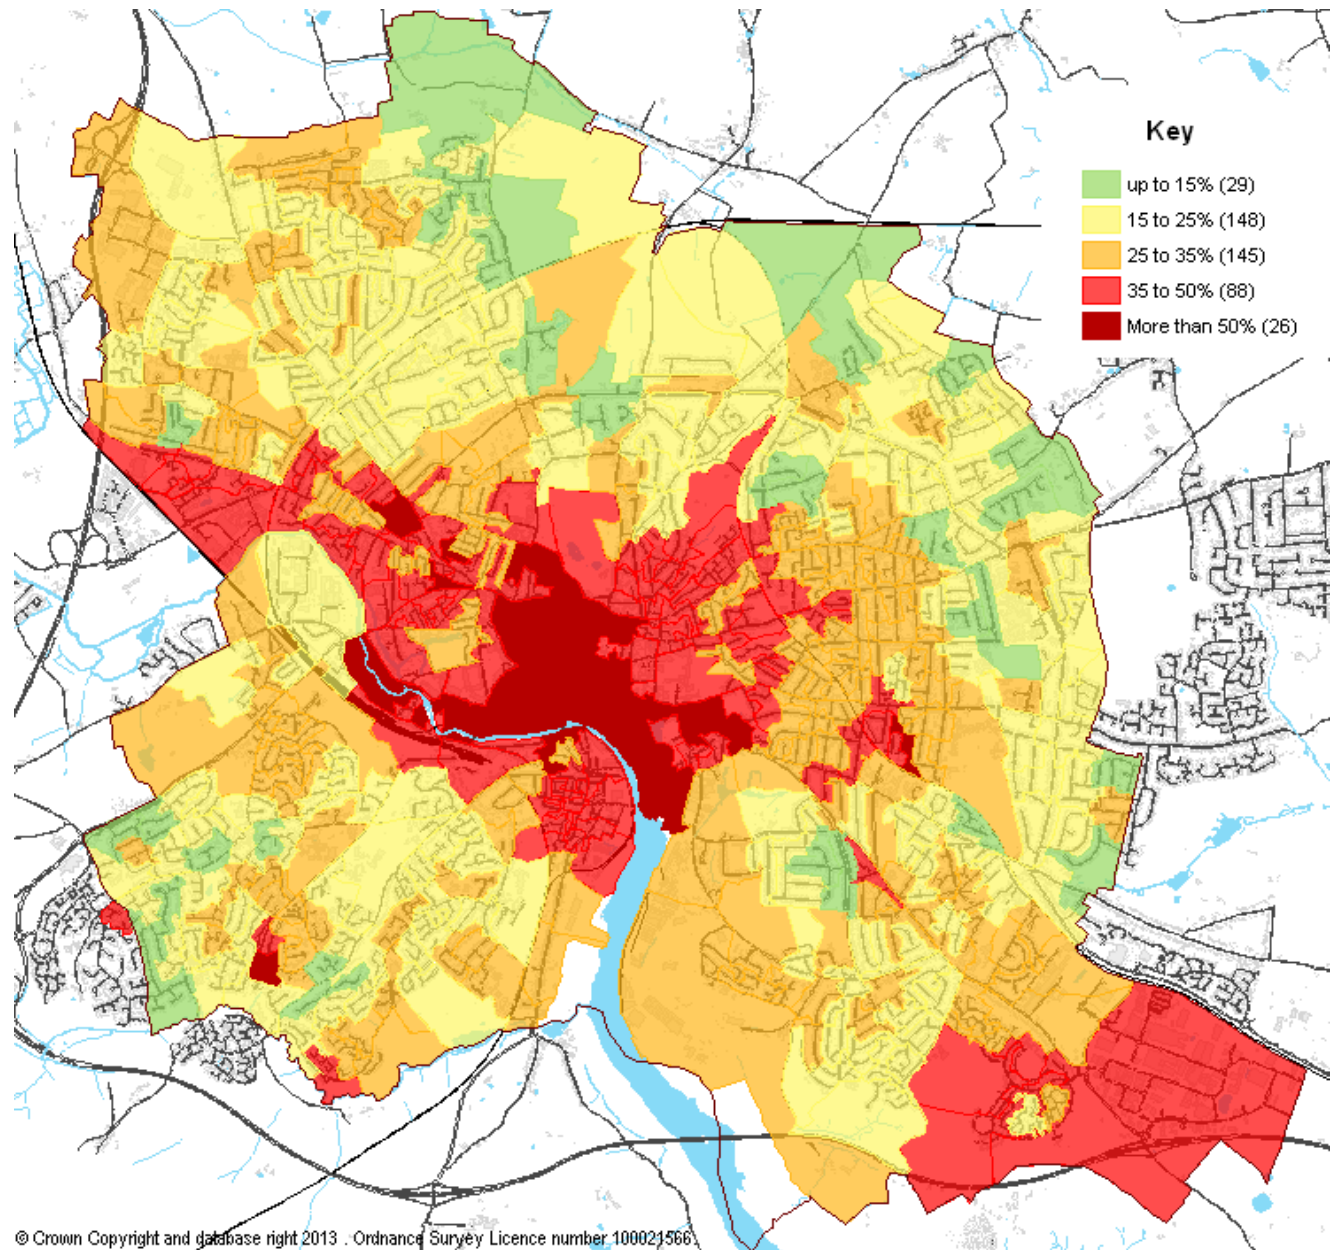 Key
up to 15% (29)
15 to 25% (148)
25 to 35% (145)
35 to 50% (88)
More than 50% (26)
© Crown Copyright and database right 2013 . Ordnance Survey Licence number 100021566